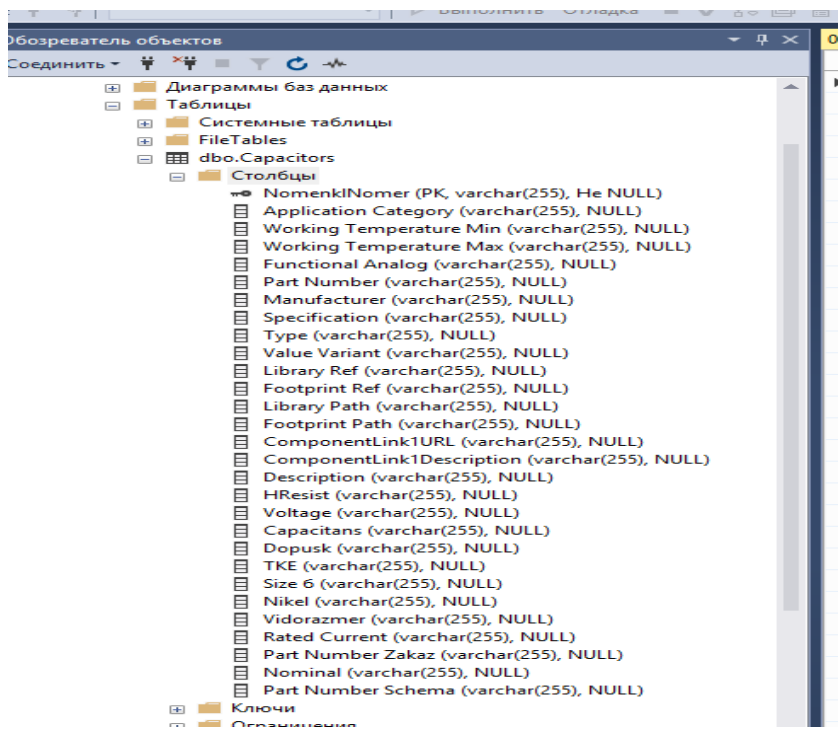 Выполнить Отладка
Обозреватель объектов
Соединить
Диаграммы баз данных
Таблицы
Системные таблицы
FileTables
dbo.Capacitors
Столбцы
NomenklNomer (PK, varchar(255), Не NULL)
Application Category (varchar(255), NULL)
Working Temperature Min (varchar(255), NULL)
Working Temperature Max (varchar(255), NULL)
Functional Analog (varchar(255), NULL)
Part Number (varchar(255), NULL)
Manufacturer (varchar(255), NULL)
Specification (varchar(255), NULL)
Type (varchar(255), NULL)
Value Variant (varchar(255), NULL)
Library Ref (varchar(255), NULL)
Footprint Ref (varchar(255), NULL)
Library Path (varchar(255), NULL)
Footprint Path (varchar(255), NULL)
ComponentLink1URL (varchar(255), NULL)
ComponentLink1Description (varchar(255), NULL)
Description (varchar(255), NULL)
HResist (varchar(255), NULL)
Voltage (varchar(255), NULL)
Capacitans (varchar(255), NULL)
Dopusk (varchar(255), NULL)
TKE (varchar(255), NULL)
Size 6 (varchar(255), NULL)
Nikel (varchar(255), NULL)
Vidorazmer (varchar(255), NULL)
Rated Current (varchar(255), NULL)
Part Number Zakaz (varchar(255), NULL)
Nominal (varchar(255), NULL)
Part Number Schema (varchar(255), NULL)
Ключи
Ограничения